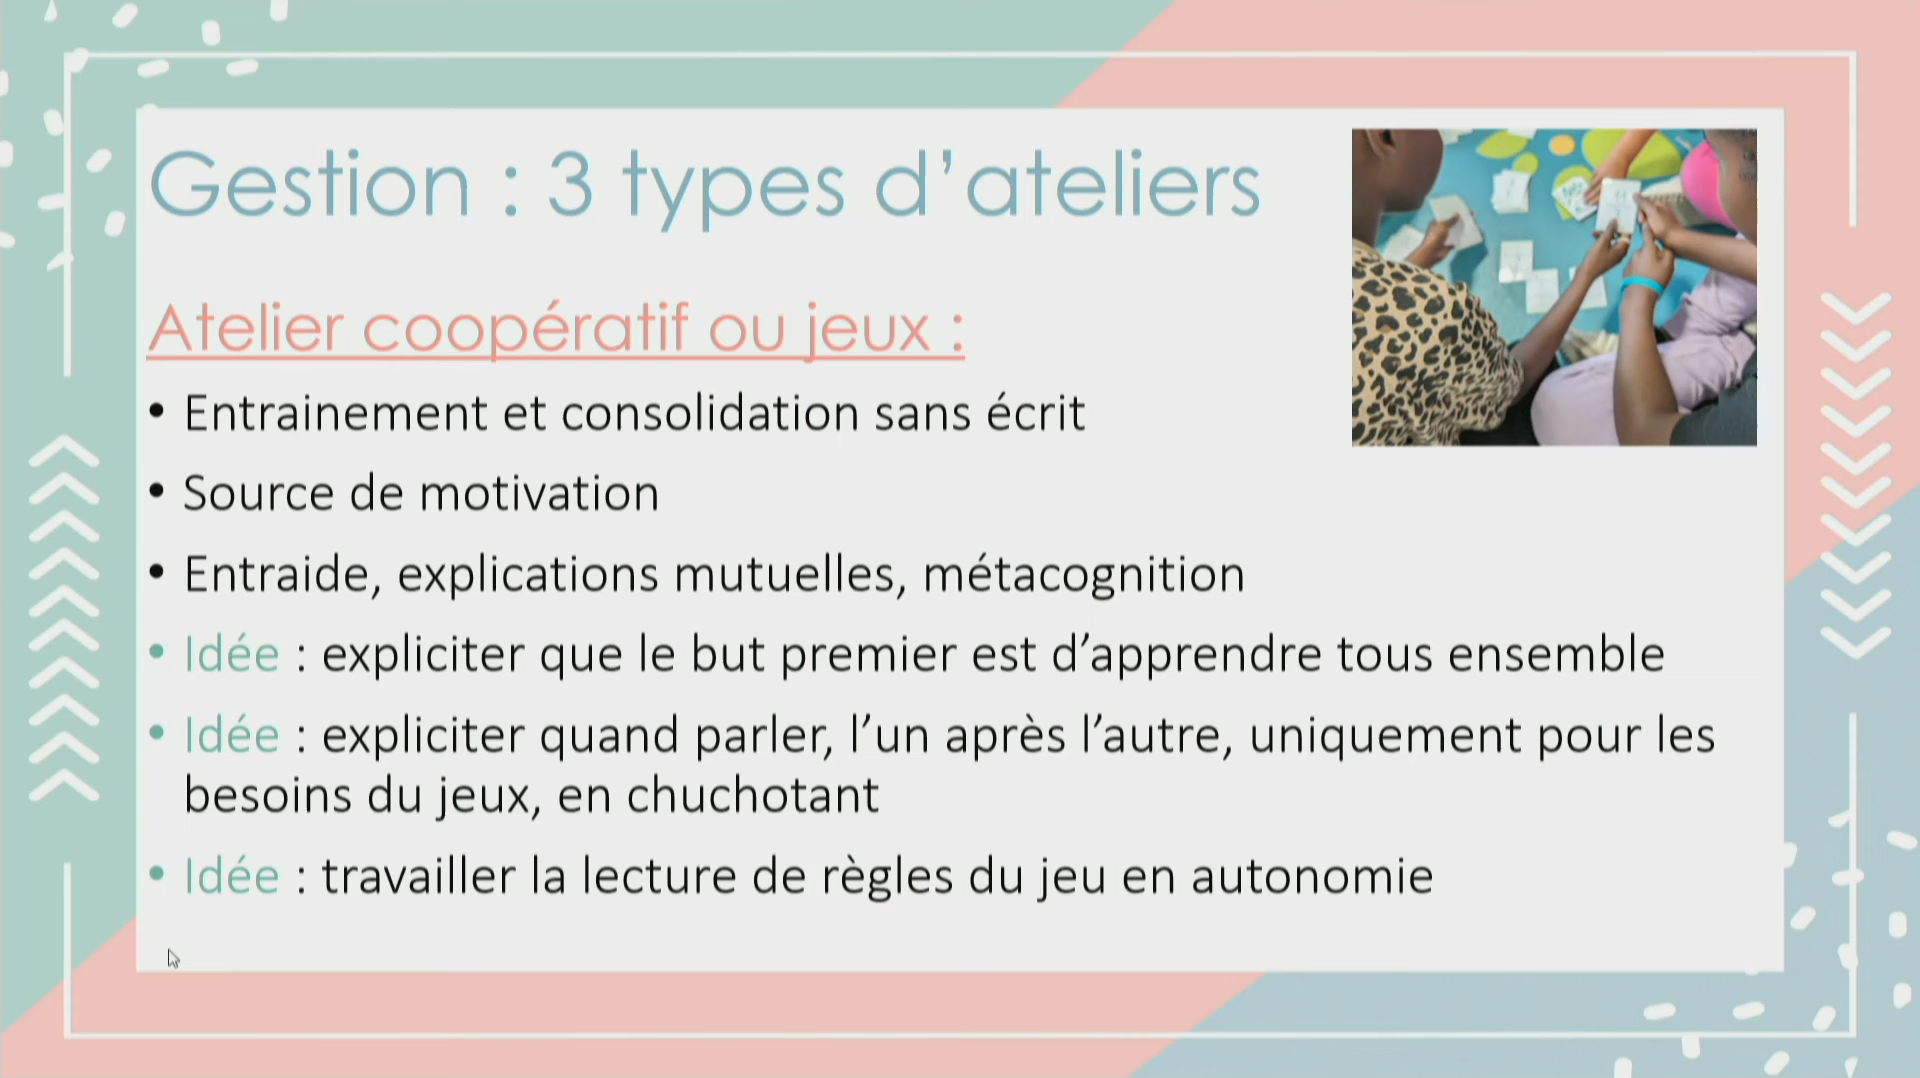 Gestion : 3 types d’ateliers
Atelier coopératif ou jeux :
• Entrainement et consolidation sans écrit
• Source de motivation
• Entraide, explications mutuelles, métacognition
• Idée : expliciter que le but premier est d’apprendre tous ensemble
• Idée : expliciter quand parler, l’un après l’autre, uniquement pour les
besoins du jeux, en chuchotant
• Idée : travailler la lecture de règles du jeu en autonomie